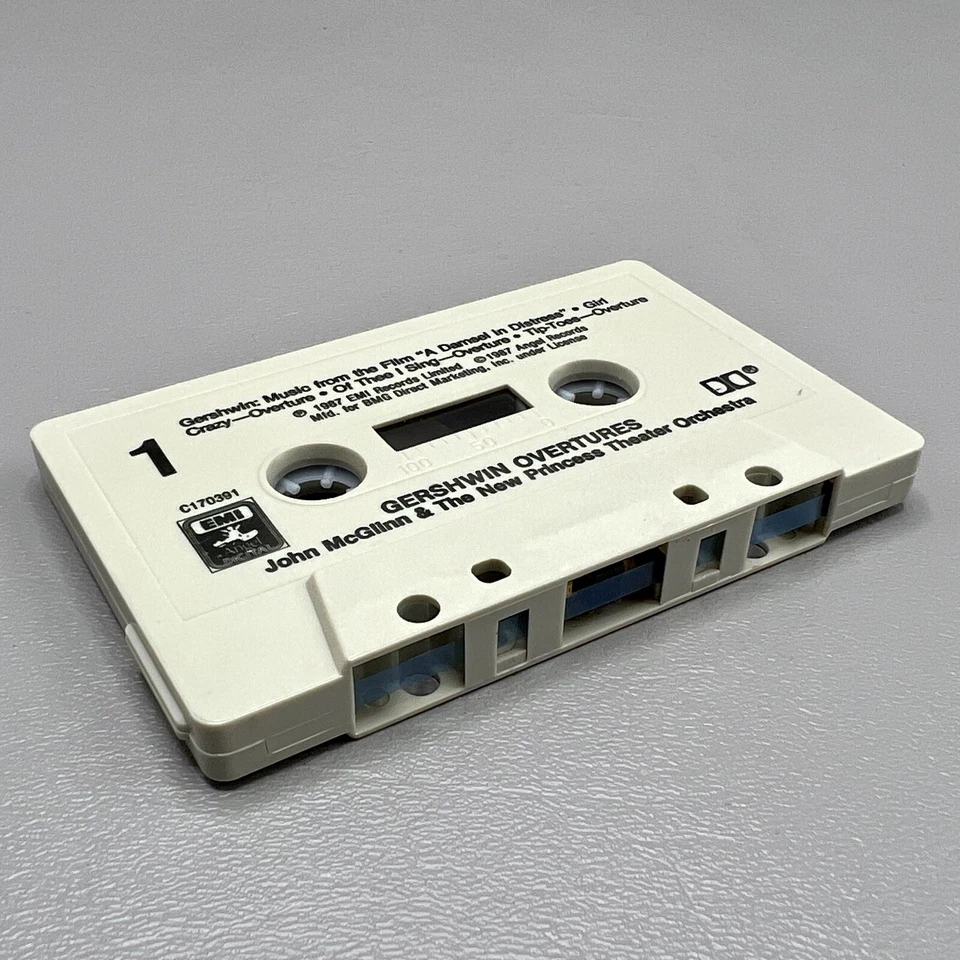 Gershwin: Music from the Film "A Damsel in Distress" • Girl
Crazy—Overture • Of Thee I Sing—Overture • Tip-Toes—Overture
℗ 1987 EMI Records Limited ©1987 Angel Records
Mfd. for BMG Direct Marketing, Inc. under License
1
100 50 0
C170391
EMI
Angel
DIGITAL
GERSHWIN OVERTURES
John McGlinn & The New Princess Theater Orchestra